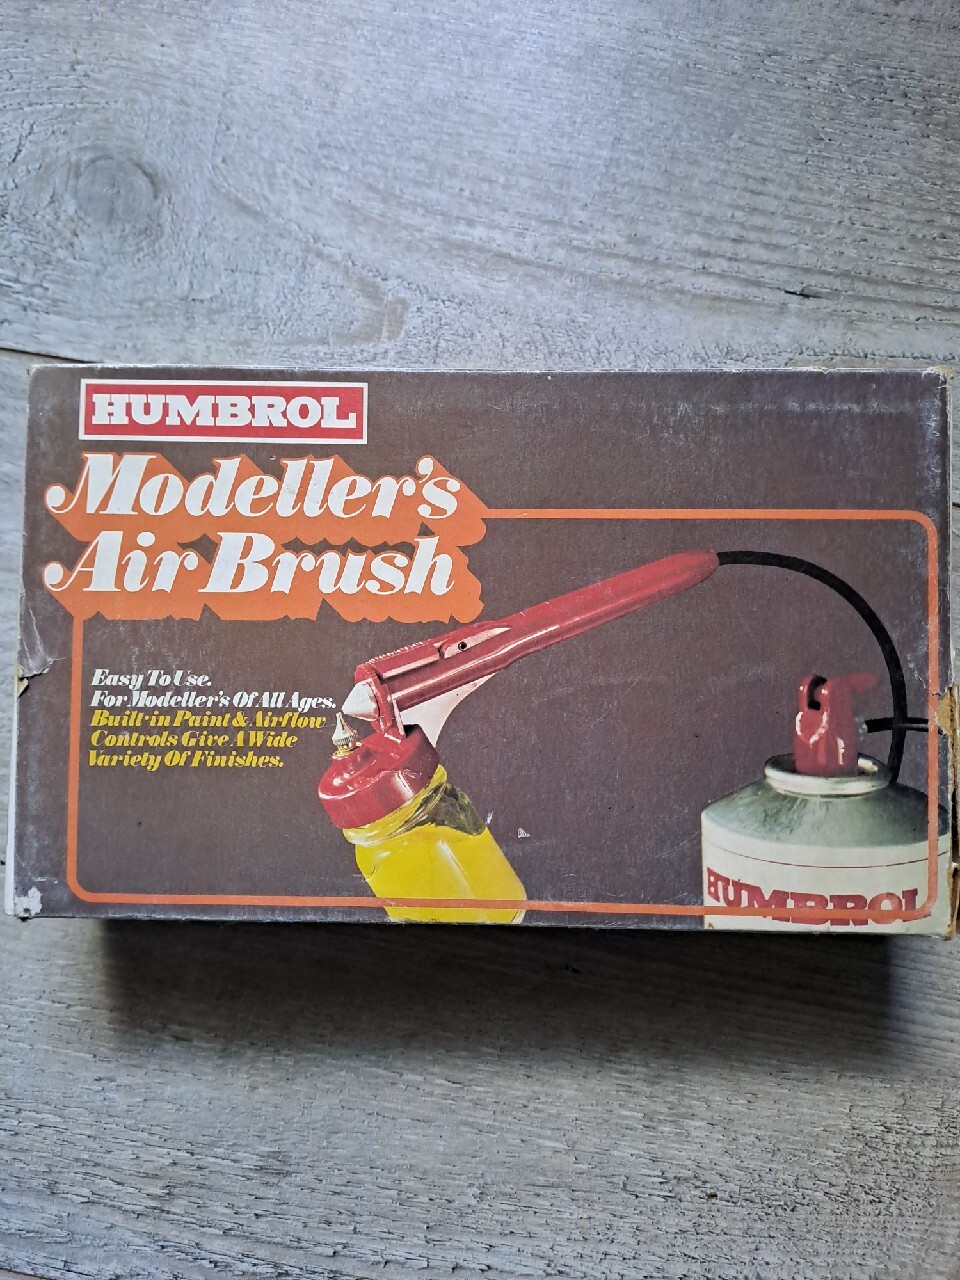 HUMBROL
Modeller's
Air Brush
Easy To Use.
For Modeller's Of All Ages.
Built-in Paint & Airflow
Controls Give A Wide
Variety Of Finishes.
HUMBROL